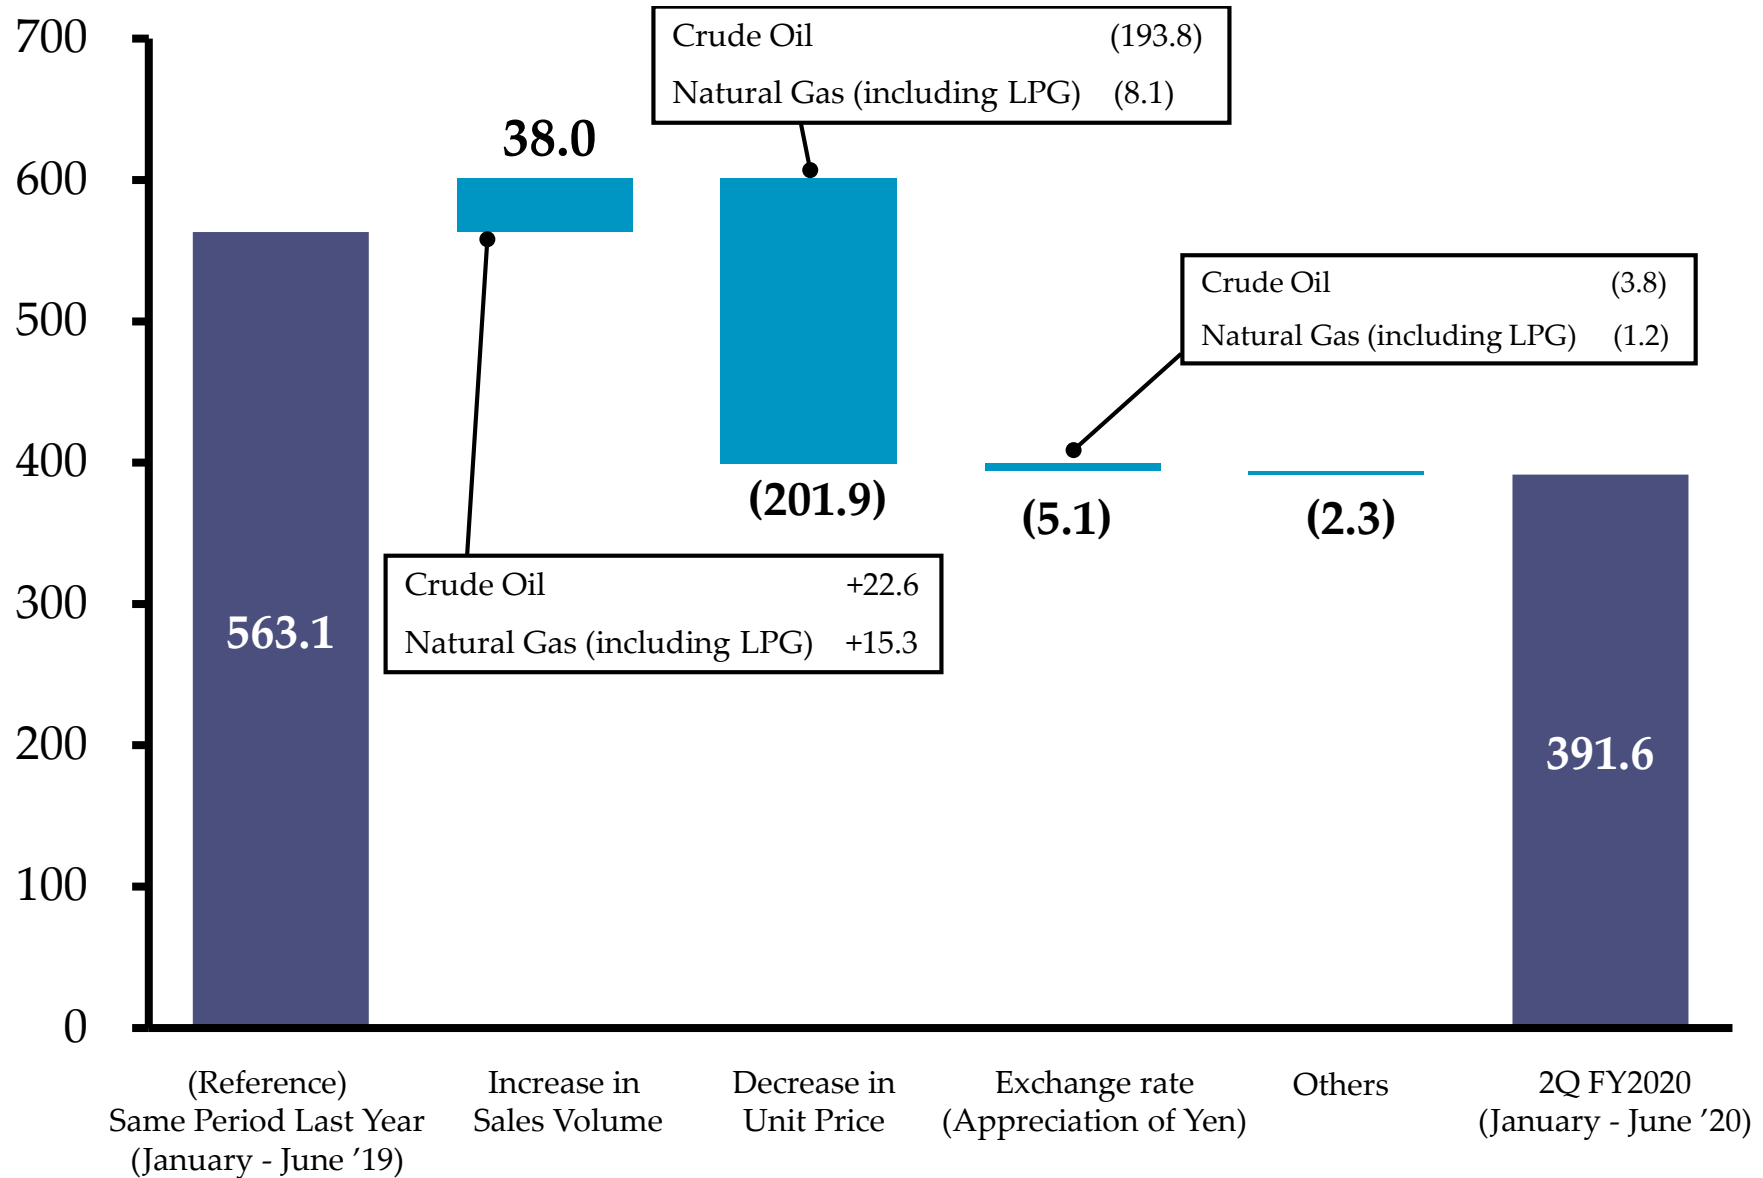 700
600
500
400
300
200
100
0
Crude Oil (193.8)
Natural Gas (including LPG) (8.1)
38.0
Crude Oil (3.8)
Natural Gas (including LPG) (1.2)
(201.9)
(5.1)
(2.3)
Crude Oil +22.6
Natural Gas (including LPG) +15.3
563.1
391.6
(Reference)
Same Period Last Year
(January - June ’19)
Increase in
Sales Volume
Decrease in
Unit Price
Exchange rate
(Appreciation of Yen)
Others
2Q FY2020
(January - June ’20)